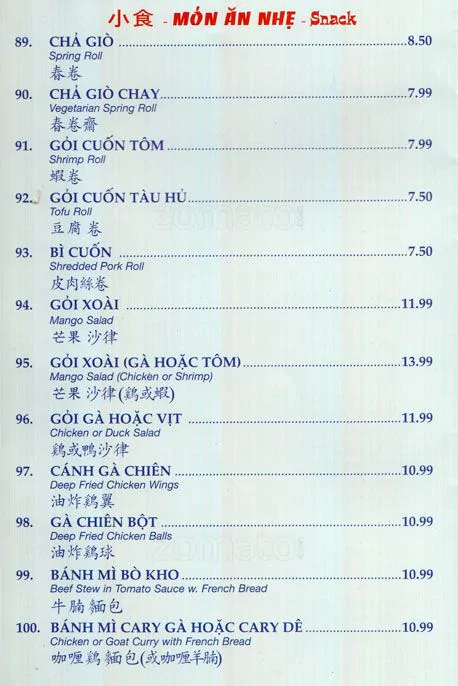 小食 - MÓN ĂN NHẸ - Snack
89. CHẢ GIÒ 8.50
Spring Roll
春卷
90. CHẢ GIÒ CHAY 7.99
Vegetarian Spring Roll
春卷齋
91. GỎI CUỐN TÔM 7.99
Shrimp Roll
蝦卷
92. GỎI CUỐN TÀU HỦ 7.50
Tofu Roll
豆腐 卷
93. BÌ CUỐN 7.50
Shredded Pork Roll
皮肉絲卷
94. GỎI XOÀI 11.99
Mango Salad
芒果 沙律
95. GỎI XOÀI (GÀ HOẶC TÔM) 13.99
Mango Salad (Chicken or Shrimp)
芒果 沙律(鷄或蝦)
96. GỎI GÀ HOẶC VỊT 11.99
Chicken or Duck Salad
鷄或鴨沙律
97. CÁNH GÀ CHIÊN 10.99
Deep Fried Chicken Wings
油炸鷄翼
98. GÀ CHIÊN BỘT 10.99
Deep Fried Chicken Balls
油炸鷄球
99. BÁNH MÌ BÒ KHO 10.99
Beef Stew in Tomato Sauce w. French Bread
牛腩 麵包
100. BÁNH MÌ CARY GÀ HOẶC CARY DÊ 10.99
Chicken or Goat Curry with French Bread
咖喱 鷄 麵包(或咖喱羊腩)